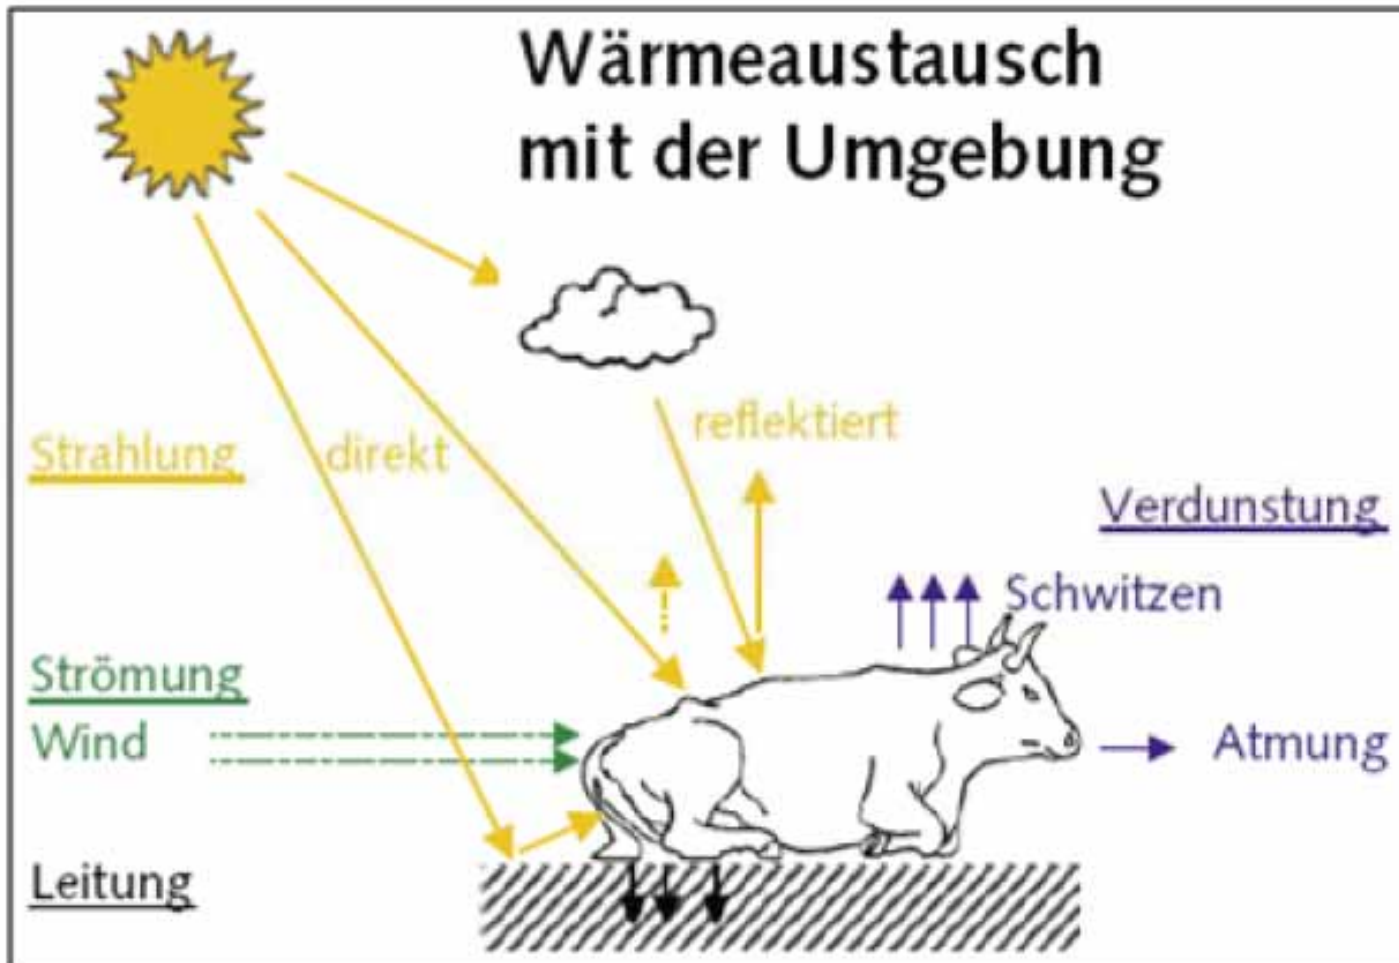 Wärmeaustausch
mit der Umgebung
reflektiert
Strahlung
direkt
Verdunstung
Schwitzen
Strömung
Wind
Atmung
Leitung